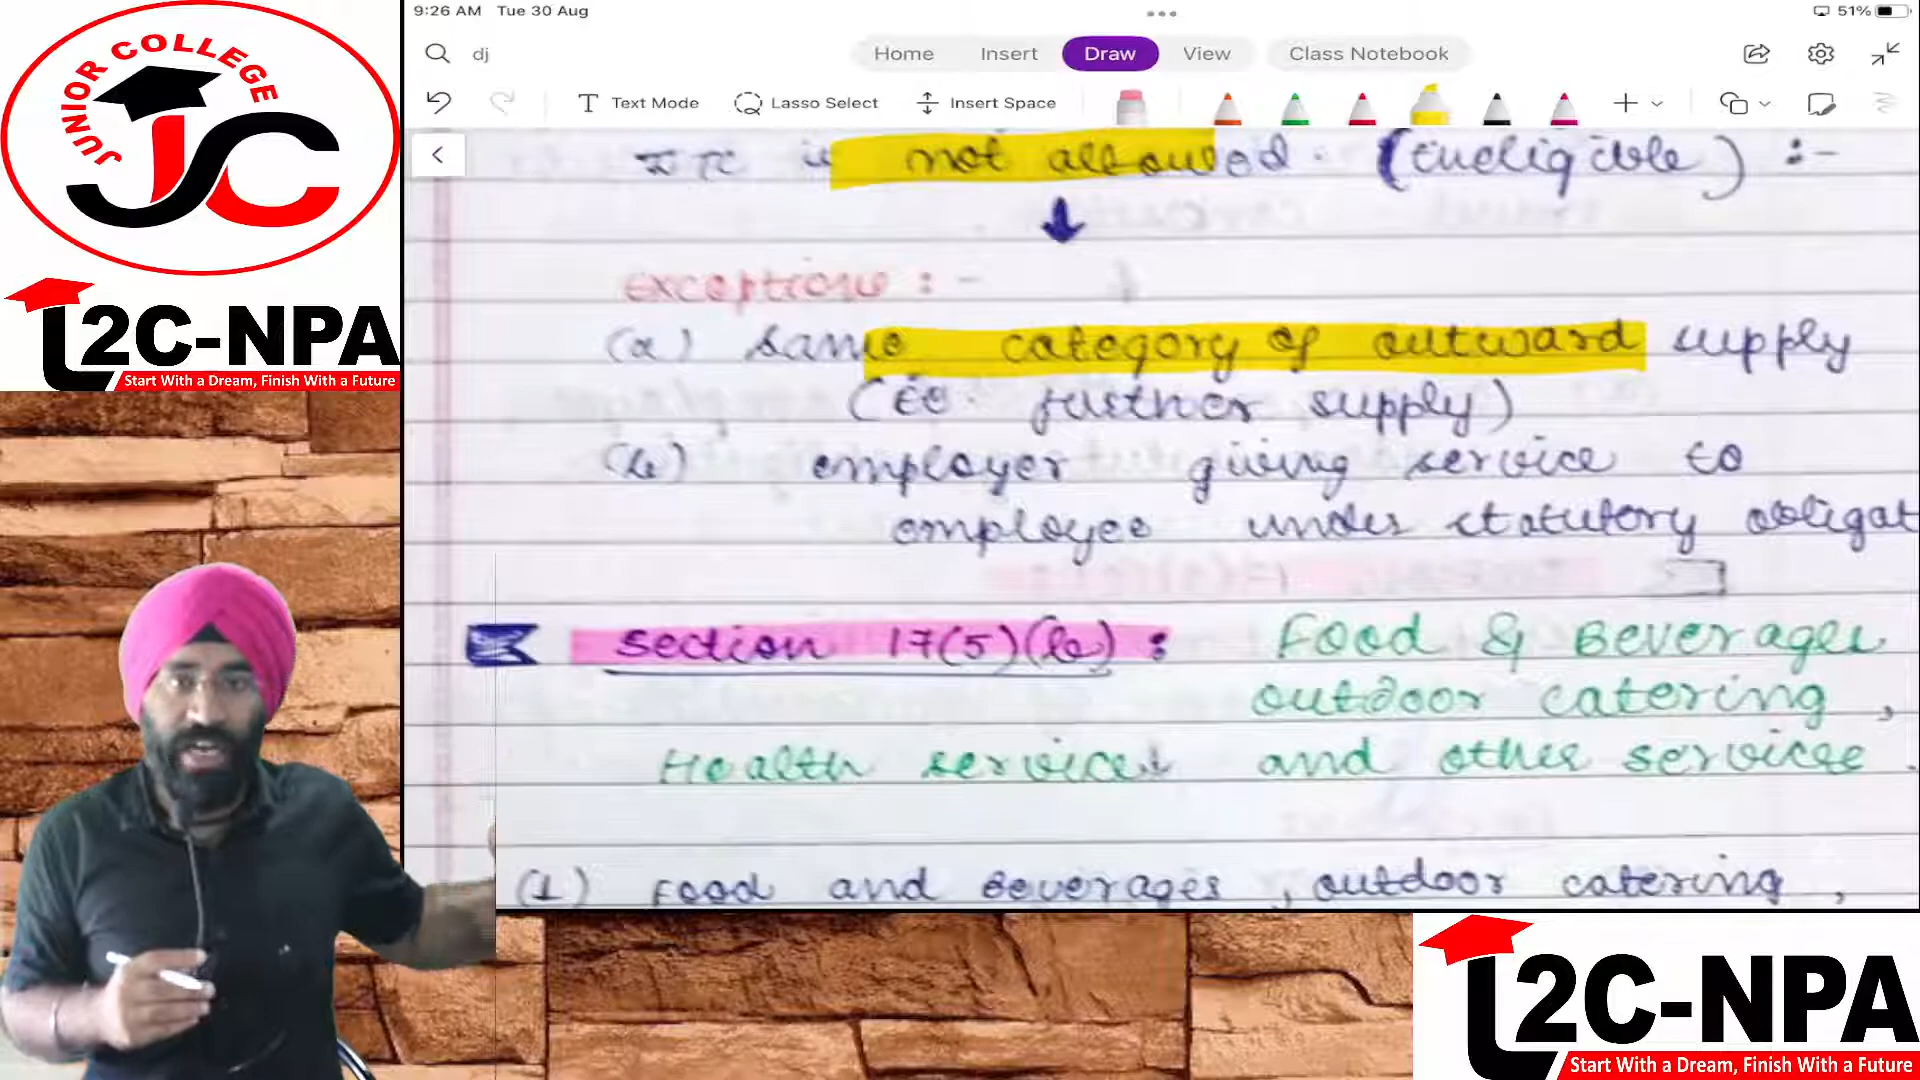 JUNIOR COLLEGE
JC
L2C-NPA
Start With a Dream, Finish With a Future
9:26 AM Tue 30 Aug
51%
dj
Home Insert Draw View Class Notebook
Text Mode Lasso Select Insert Space
ITC is not allowed. (Ineligible) :-
Exceptions :-
(a) same category of outward supply
(ie. further supply)
(b) employer giving service to
employee under statutory obligat
Section 17(5)(b) : Food & Beverages
outdoor catering,
Health services and other services.
(1) Food and Beverages, outdoor catering,
L2C-NPA
Start With a Dream, Finish With a Future